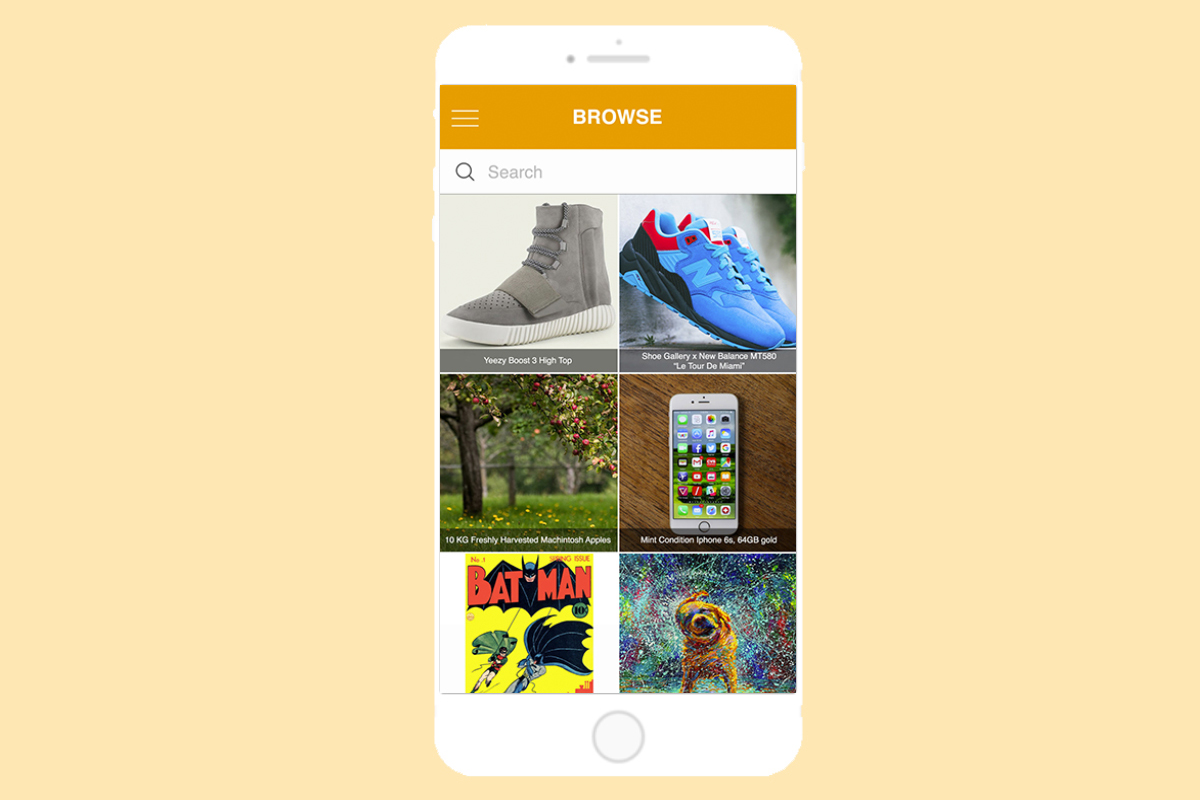 BROWSE
Search
Yeezy Boost 3 High Top
Shoe Gallery x New Balance MT580
“Le Tour De Miami”
10 KG Freshly Harvested Machintosh Apples
Mint Condition Iphone 6s, 64GB gold
No. 1
SPRING ISSUE
BATMAN
10¢